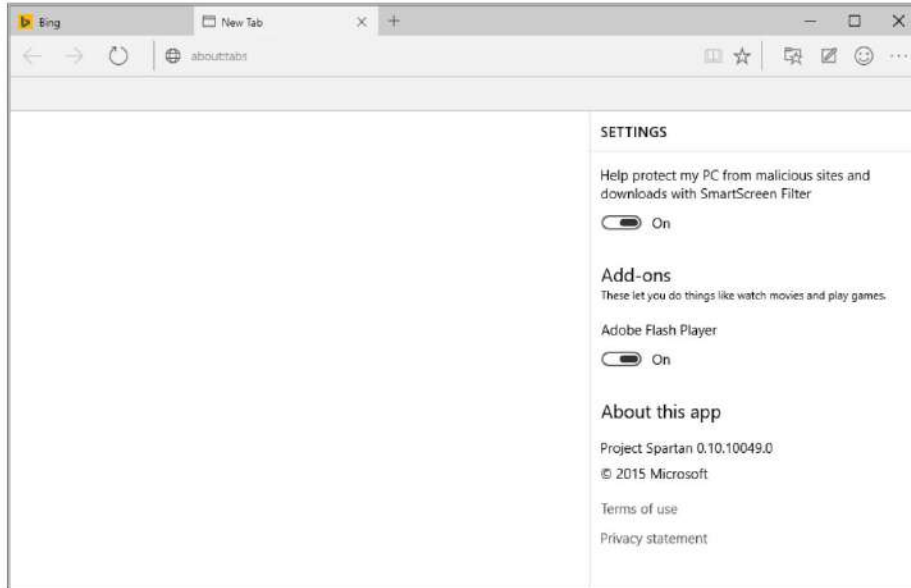 Bing
New Tab
about:tabs
SETTINGS
Help protect my PC from malicious sites and
downloads with SmartScreen Filter
On
Add-ons
These let you do things like watch movies and play games.
Adobe Flash Player
On
About this app
Project Spartan 0.10.10049.0
© 2015 Microsoft
Terms of use
Privacy statement